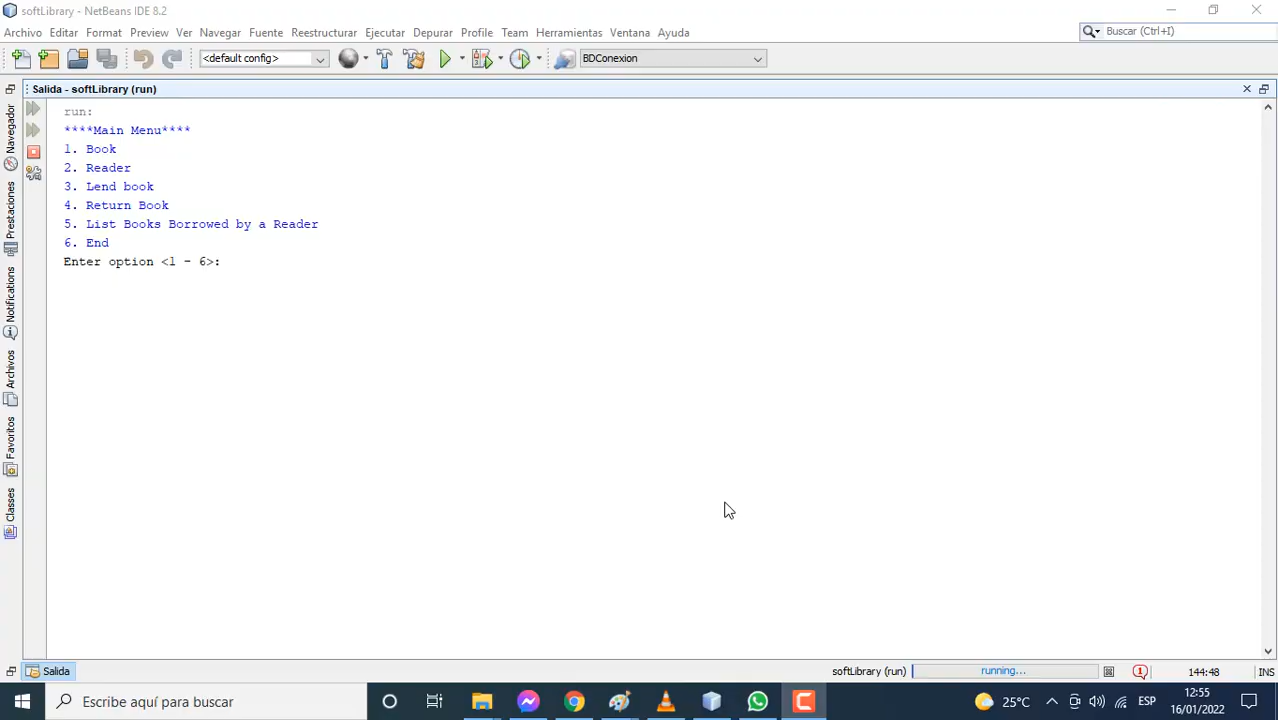 softLibrary - NetBeans IDE 8.2
Archivo Editar Format Preview Ver Navegar Fuente Reestructurar Ejecutar Depurar Profile Team Herramientas Ventana Ayuda
Buscar (Ctrl+I)
<default config>
BDConexion
Salida - softLibrary (run)
run:
****Main Menu****
1. Book
2. Reader
3. Lend book
4. Return Book
5. List Books Borrowed by a Reader
6. End
Enter option <1 - 6>:
Navegador
Prestaciones
Notifications
Archivos
Favoritos
Classes
Salida
softLibrary (run)
running...
144:48
INS
Escribe aquí para buscar
25°C
ESP
12:55
16/01/2022